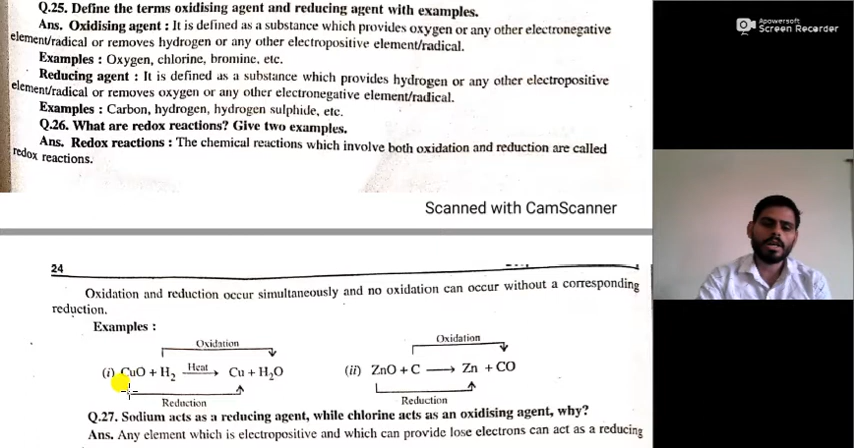 Q.25. Define the terms oxidising agent and reducing agent with examples.
Ans. Oxidising agent : It is defined as a substance which provides oxygen or any other electronegative
element/radical or removes hydrogen or any other electropositive element/radical.
Examples : Oxygen, chlorine, bromine, etc.
Reducing agent : It is defined as a substance which provides hydrogen or any other electropositive
element/radical or removes oxygen or any other electronegative element/radical.
Examples : Carbon, hydrogen, hydrogen sulphide, etc.
Q.26. What are redox reactions? Give two examples.
Ans. Redox reactions : The chemical reactions which involve both oxidation and reduction are called
redox reactions.
Scanned with CamScanner
24
Oxidation and reduction occur simultaneously and no oxidation can occur without a corresponding
reduction.
Examples :
Oxidation
(i) CuO + H₂ Heat → Cu + H₂O
Reduction
Oxidation
(ii) ZnO + C → Zn + CO
Reduction
Q.27. Sodium acts as a reducing agent, while chlorine acts as an oxidising agent, why?
Ans. Any element which is electropositive and which can provide lose electrons can act as a reducing
Apowersoft
Screen Recorder